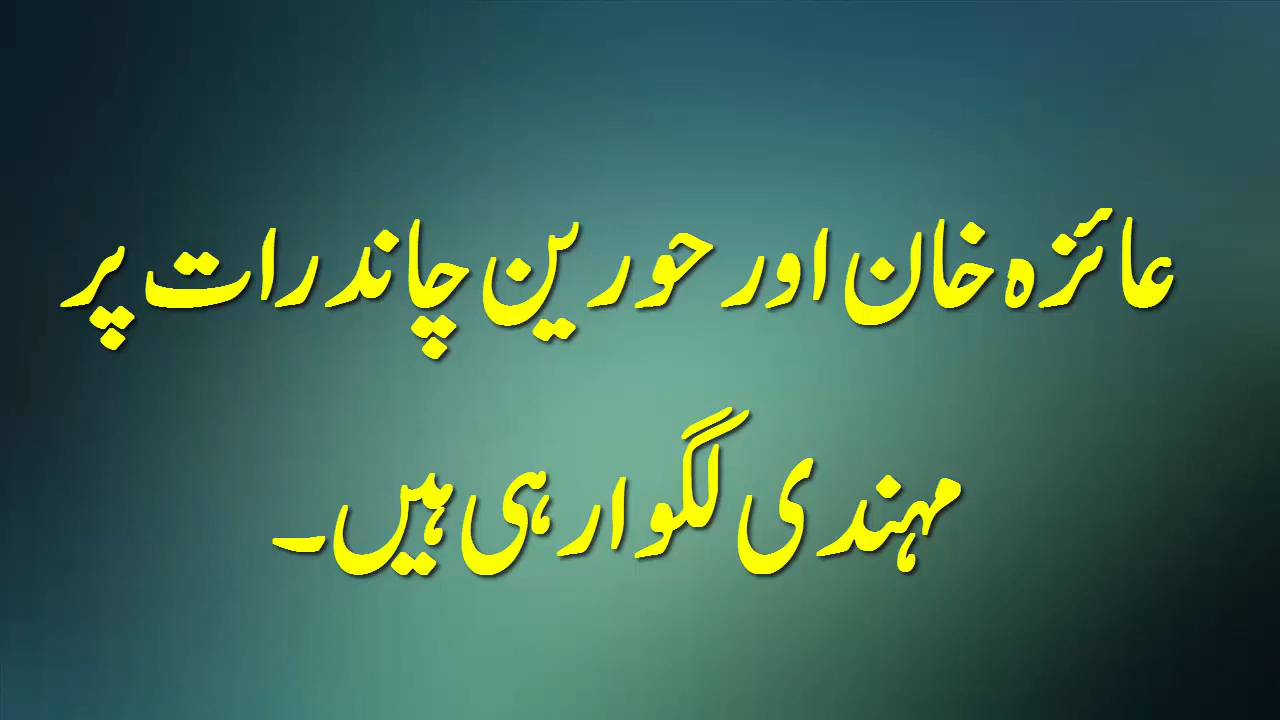 عائزہ خان اور حورین چاند رات پر
مہندی لگوا رہی ہیں۔